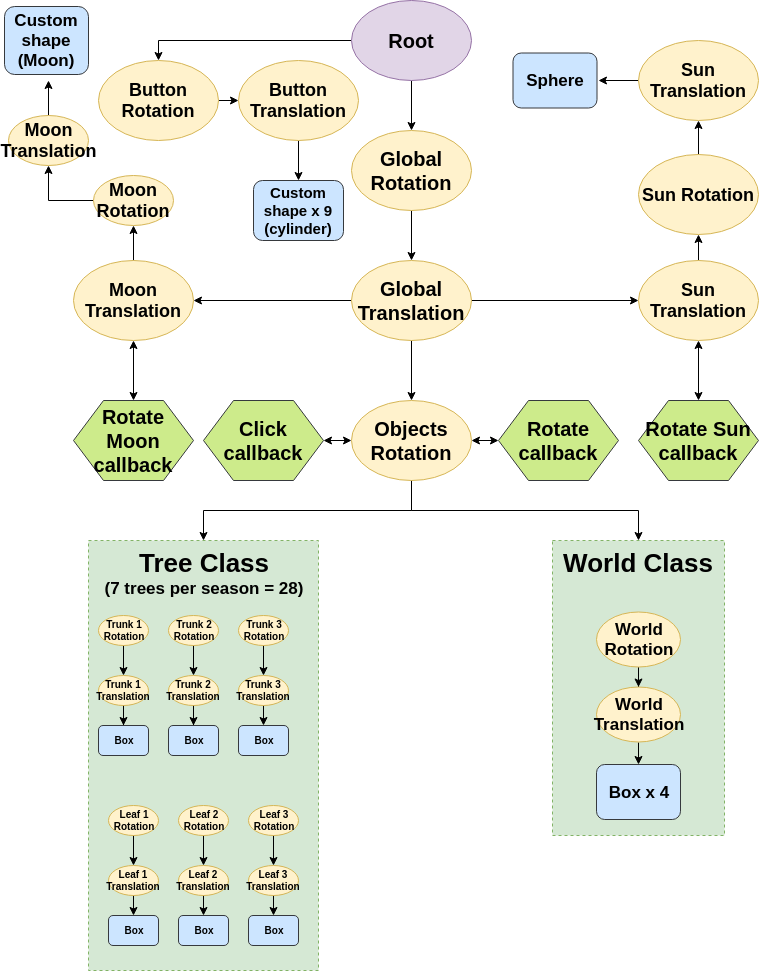 Custom
shape
(Moon)
Root
Button
Rotation
Button
Translation
Sphere
Sun
Translation
Moon
Translation
Global
Rotation
Moon
Rotation
Custom
shape x 9
(cylinder)
Sun Rotation
Moon
Translation
Global
Translation
Sun
Translation
Rotate
Moon
callback
Click
callback
Objects
Rotation
Rotate
callback
Rotate Sun
callback
Tree Class
(7 trees per season = 28)
Trunk 1
Rotation
Trunk 2
Rotation
Trunk 3
Rotation
Trunk 1
Translation
Trunk 2
Translation
Trunk 3
Translation
Box
Box
Box
Leaf 1
Rotation
Leaf 2
Rotation
Leaf 3
Rotation
Leaf 1
Translation
Leaf 2
Translation
Leaf 3
Translation
Box
Box
Box
World Class
World
Rotation
World
Translation
Box x 4